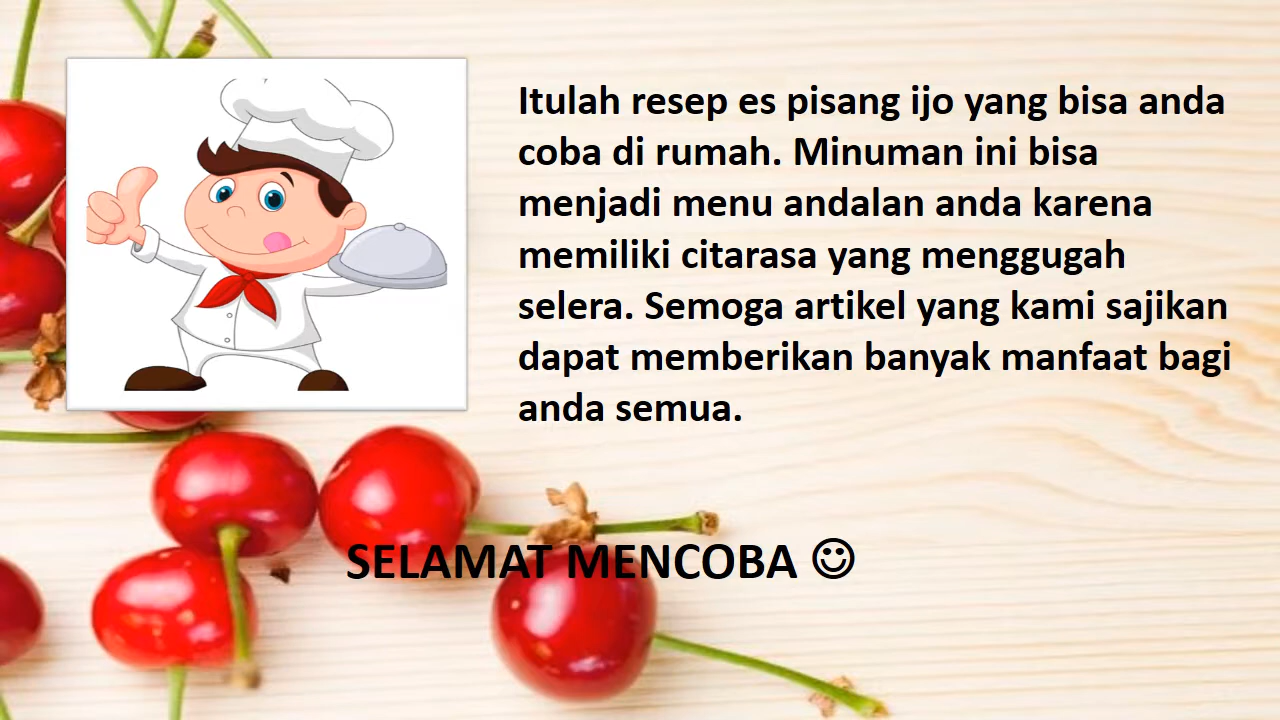 Itulah resep es pisang ijo yang bisa anda
coba di rumah. Minuman ini bisa
menjadi menu andalan anda karena
memiliki citarasa yang menggugah
selera. Semoga artikel yang kami sajikan
dapat memberikan banyak manfaat bagi
anda semua.
SELAMAT MENCOBA ☺